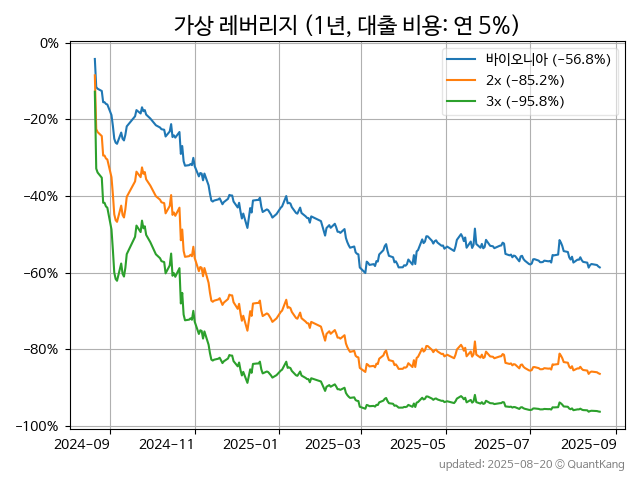 가상 레버리지 (1년, 대출 비용: 연 5%)
바이오니아 (−56.8%)
2x (−85.2%)
3x (−95.8%)
0%
−20%
−40%
−60%
−80%
−100%
2024-09 2024-11 2025-01 2025-03 2025-05 2025-07 2025-09
updated: 2025-08-20 © QuantKang